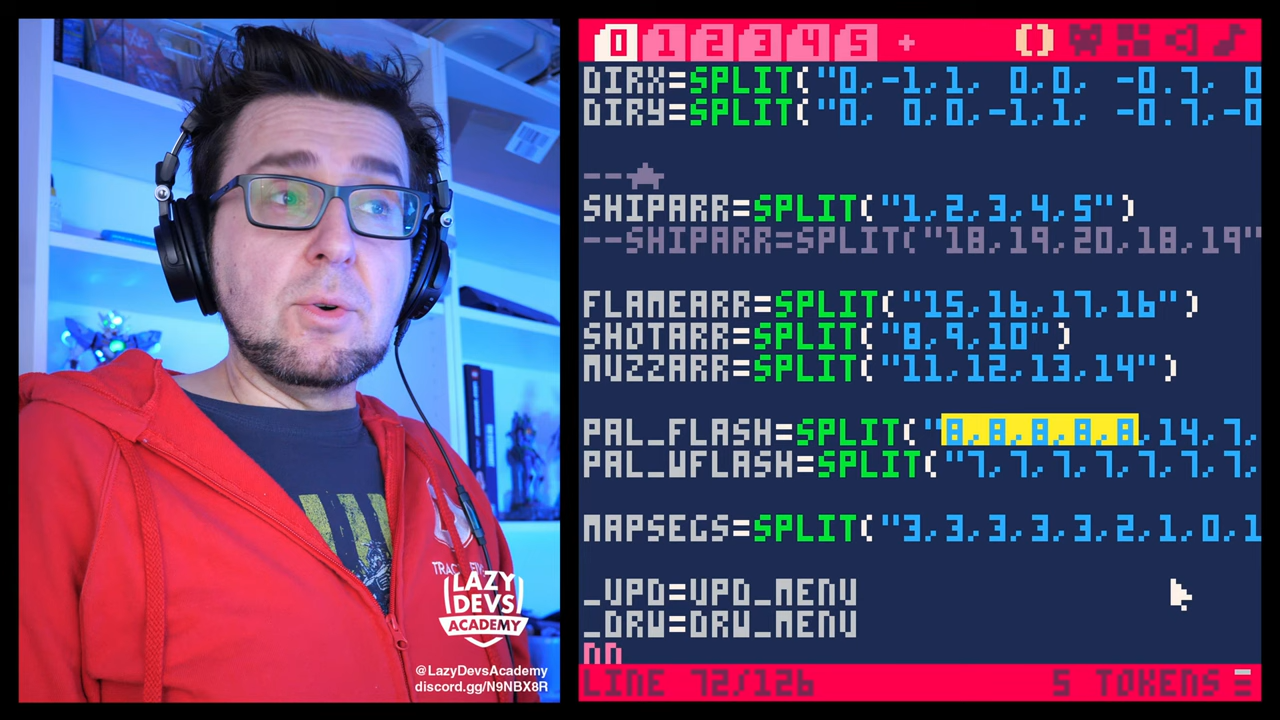 LAZY
DEVS
ACADEMY
@LazyDevsAcademy
discord.gg/N9NBX8R
0 1 2 3 4 5 +
DIRX=SPLIT("0,-1,1, 0,0, -0.7, 0
DIRY=SPLIT("0, 0,0,-1,1, -0.7,-0
--
SHIPARR=SPLIT("1,2,3,4,5")
--SHIPARR=SPLIT("18,19,20,18,19"
FLAMEARR=SPLIT("15,16,17,16")
SHOTARR=SPLIT("8,9,10")
MUZZARR=SPLIT("11,12,13,14")
PAL_FLASH=SPLIT("8,8,8,8,8,14,7,
PAL_WFLASH=SPLIT("7,7,7,7,7,7,7,
MAPSEGS=SPLIT("3,3,3,3,3,2,1,0,1
_UPD=UPD_MENU
_DRW=DRW_MENU
LINE 72/126
5 TOKENS